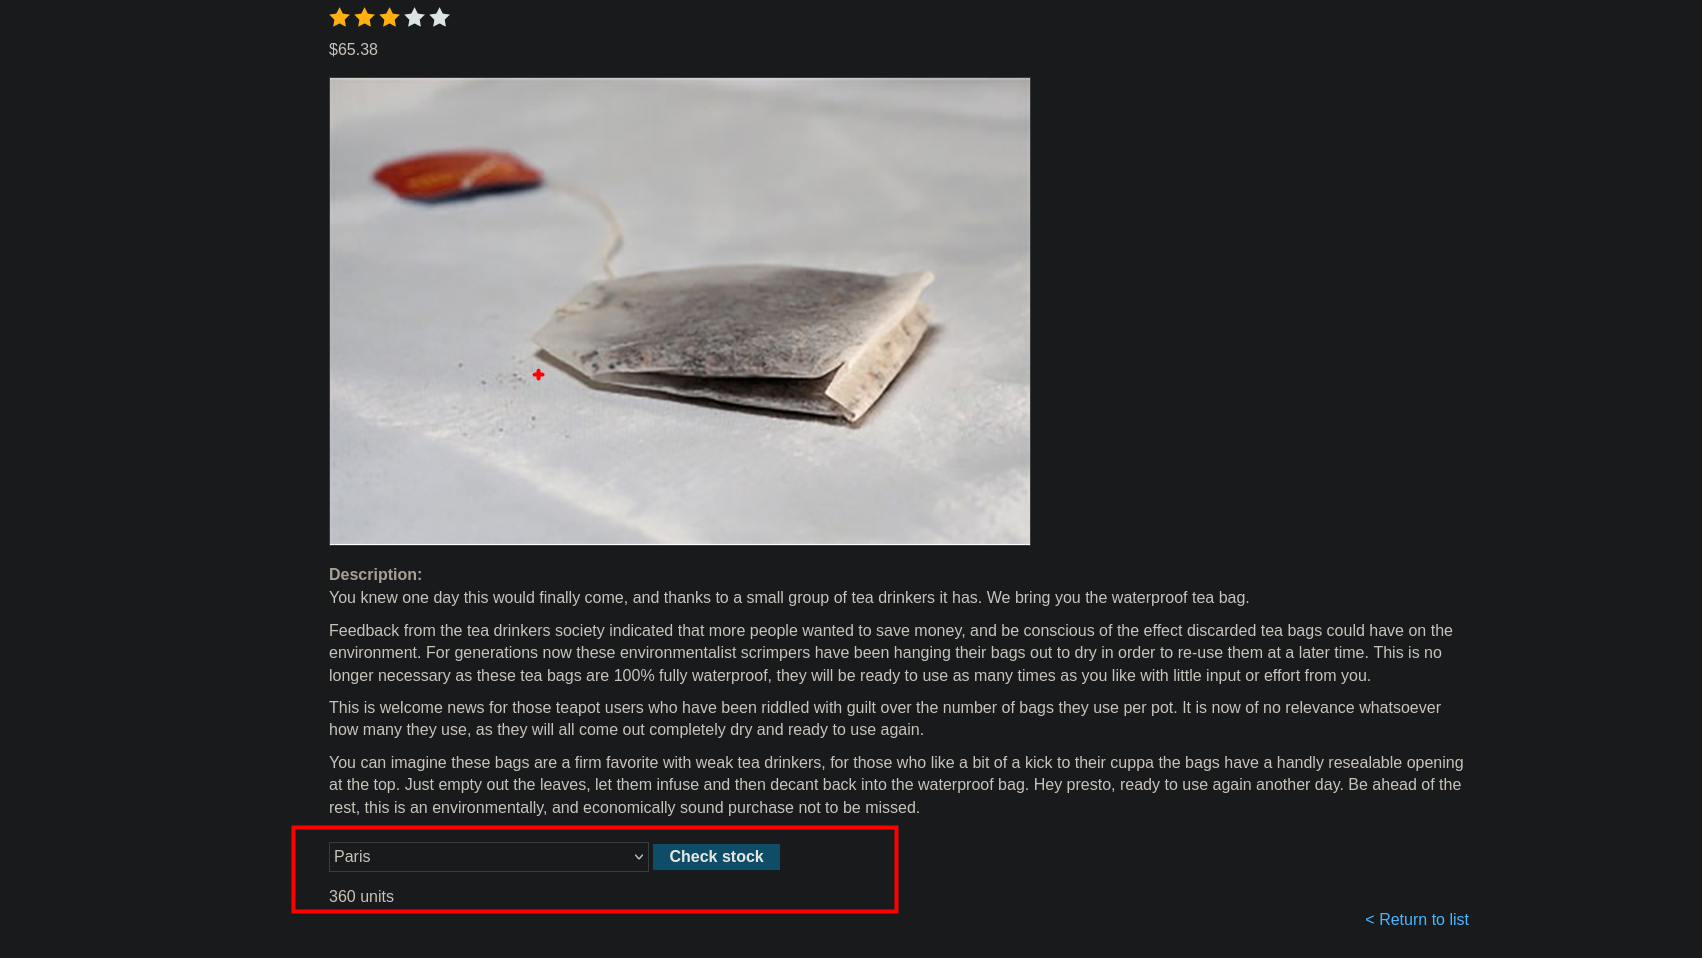 $65.38
Description:
You knew one day this would finally come, and thanks to a small group of tea drinkers it has. We bring you the waterproof tea bag.
Feedback from the tea drinkers society indicated that more people wanted to save money, and be conscious of the effect discarded tea bags could have on the
environment. For generations now these environmentalist scrimpers have been hanging their bags out to dry in order to re-use them at a later time. This is no
longer necessary as these tea bags are 100% fully waterproof, they will be ready to use as many times as you like with little input or effort from you.
This is welcome news for those teapot users who have been riddled with guilt over the number of bags they use per pot. It is now of no relevance whatsoever
how many they use, as they will all come out completely dry and ready to use again.
You can imagine these bags are a firm favorite with weak tea drinkers, for those who like a bit of a kick to their cuppa the bags have a handly resealable opening
at the top. Just empty out the leaves, let them infuse and then decant back into the waterproof bag. Hey presto, ready to use again another day. Be ahead of the
rest, this is an environmentally, and economically sound purchase not to be missed.
Paris Check stock
360 units
< Return to list